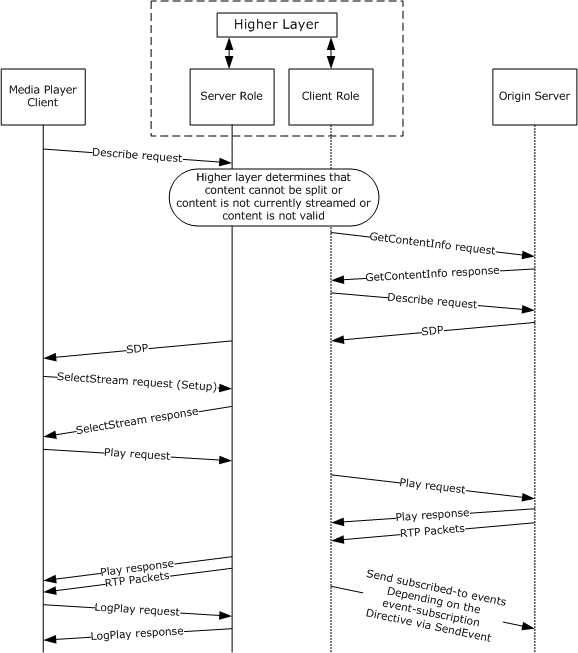 Higher Layer
Media Player
Client
Server Role
Client Role
Origin Server
Describe request
Higher layer determines that
content cannot be split or
content is not currently streamed or
content is not valid
GetContentInfo request
GetContentInfo response
Describe request
SDP
SDP
SelectStream request (Setup)
SelectStream response
Play request
Play request
Play response
RTP Packets
Play response
RTP Packets
Send subscribed-to events
Depending on the
event-subscription
Directive via SendEvent
LogPlay request
LogPlay response